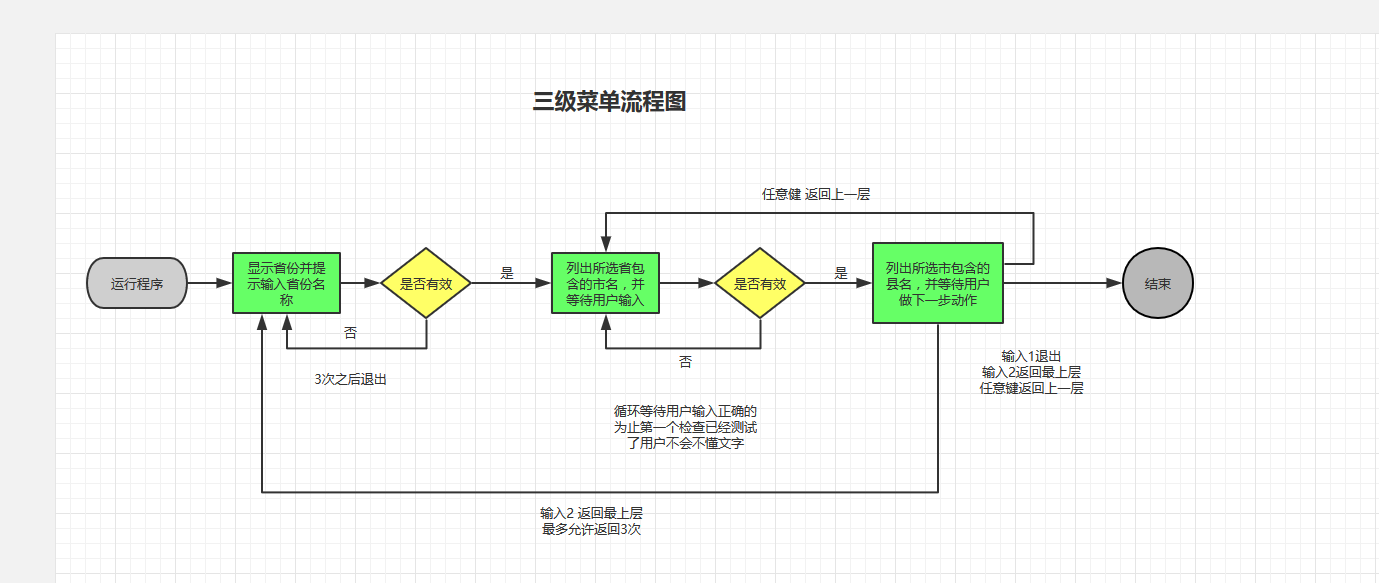 三级菜单流程图
任意健 返回上一层
运行程序
显示省份并提
示输入省份名
称
是否有效
是
列出所选省包
含的市名，并
等待用户输入
是否有效
是
列出所选市包含的
县名，并等待用户
做下一步动作
结束
否
3次之后退出
否
输入1退出
输入2返回最上层
任意键返回上一层
循环等待用户输入正确的
为止第一个检查已经测试
了用户不会不懂文字
输入2 返回最上层
最多允许返回3次